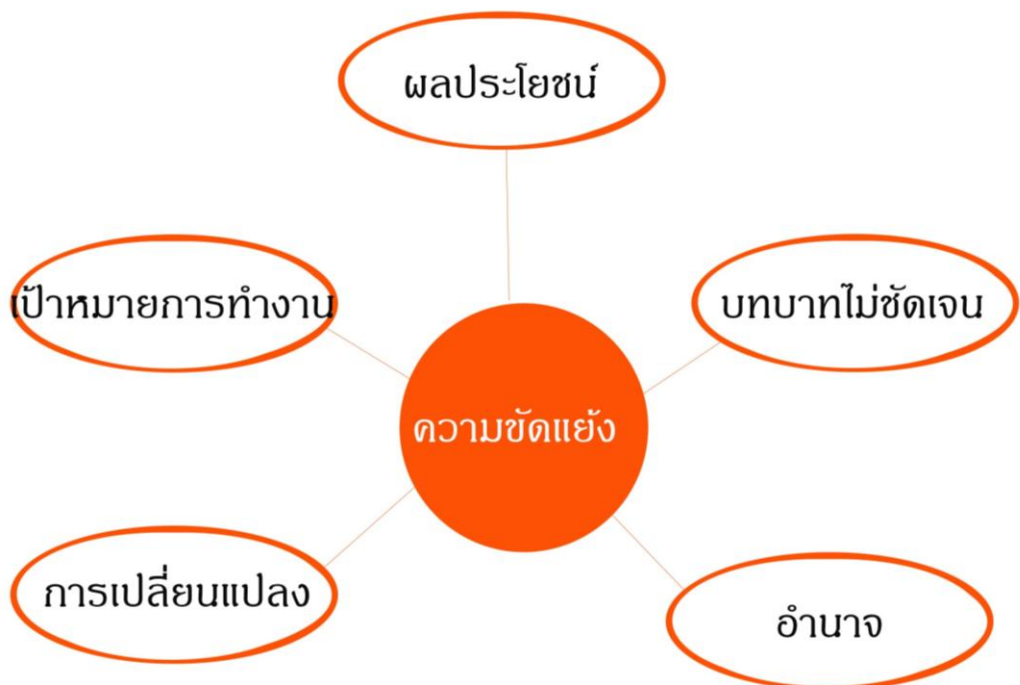 ผลประโยชน์
เป้าหมายการทำงาน
บทบาทไม่ชัดเจน
ความขัดแย้ง
การเปลี่ยนแปลง
อำนาจ